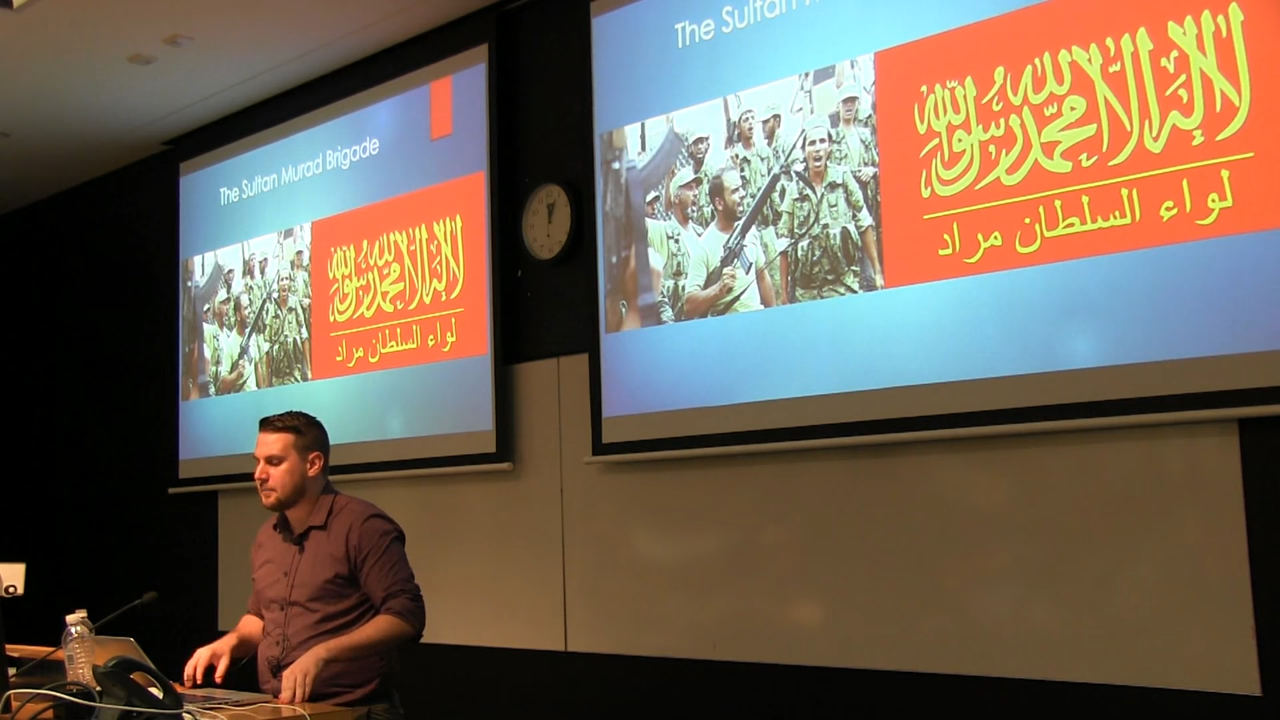 The Sultan Murad Brigade
لا إله إلا الله محمد رسول الله
لواء السلطان مراد
The Sultan
لا إله إلا الله محمد رسول الله
لواء السلطان مراد